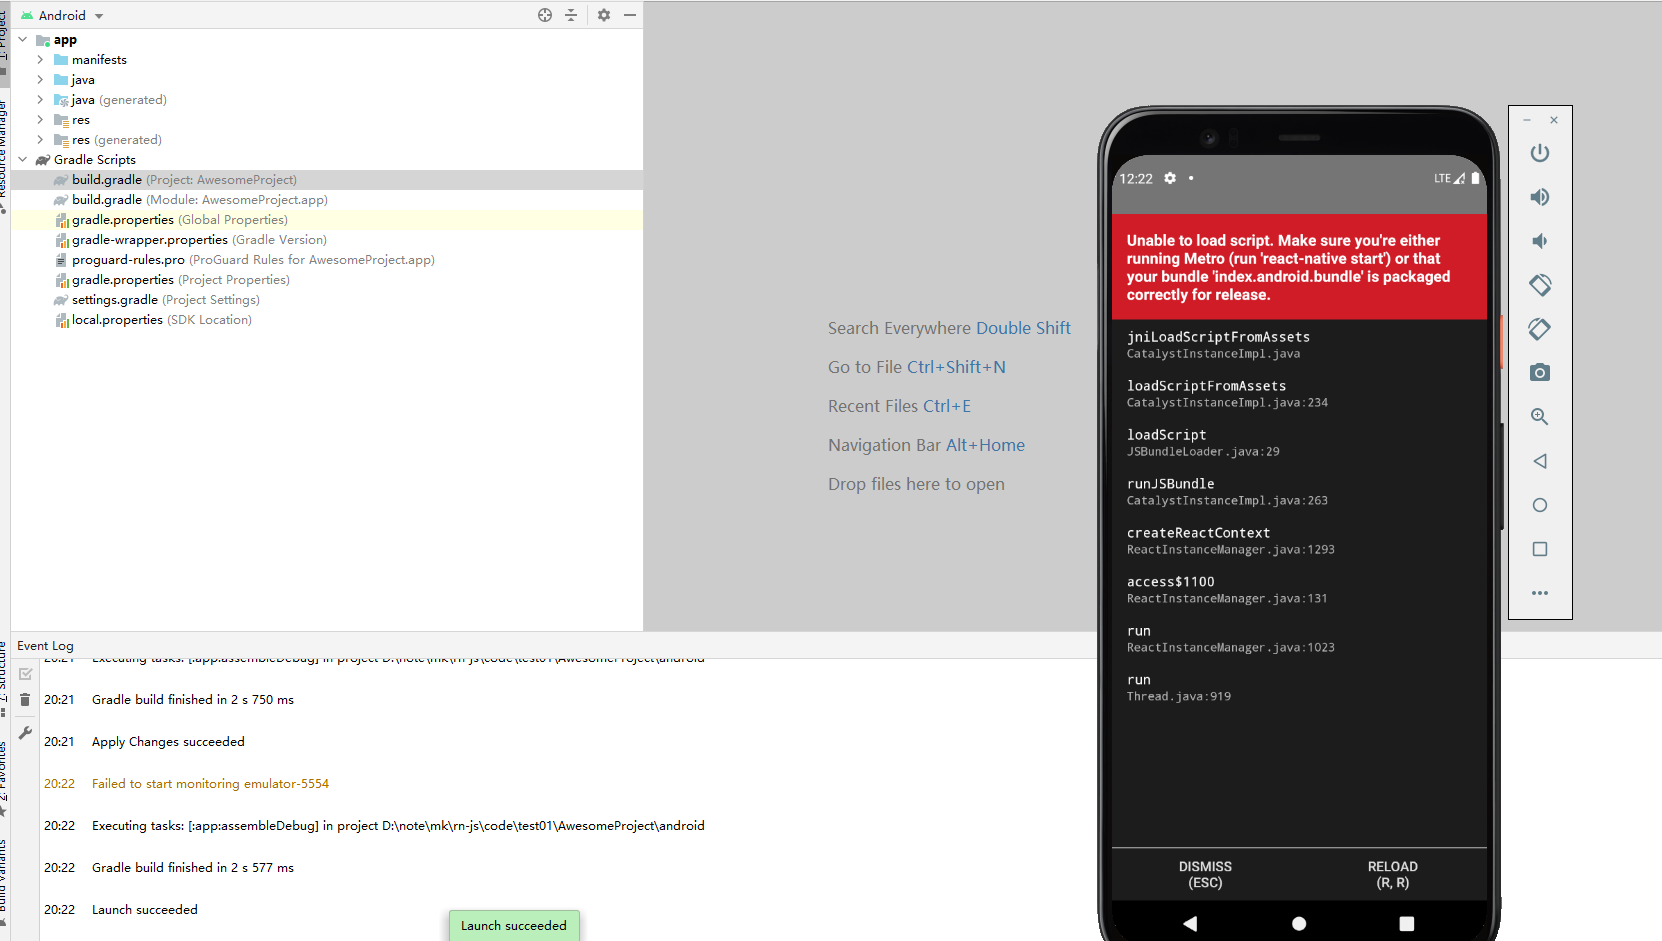 Android
1: Project
Resource Manager
app
manifests
java
java (generated)
res
res (generated)
Gradle Scripts
build.gradle (Project: AwesomeProject)
build.gradle (Module: AwesomeProject.app)
gradle.properties (Global Properties)
gradle-wrapper.properties (Gradle Version)
proguard-rules.pro (ProGuard Rules for AwesomeProject.app)
gradle.properties (Project Properties)
settings.gradle (Project Settings)
local.properties (SDK Location)
Search Everywhere Double Shift
Go to File Ctrl+Shift+N
Recent Files Ctrl+E
Navigation Bar Alt+Home
Drop files here to open
12:22
LTE
Unable to load script. Make sure you're either
running Metro (run 'react-native start') or that
your bundle 'index.android.bundle' is packaged
correctly for release.
jniLoadScriptFromAssets
CatalystInstanceImpl.java
loadScriptFromAssets
CatalystInstanceImpl.java:234
loadScript
JSBundleLoader.java:29
runJSBundle
CatalystInstanceImpl.java:263
createReactContext
ReactInstanceManager.java:1293
access$1100
ReactInstanceManager.java:131
run
ReactInstanceManager.java:1023
run
Thread.java:919
DISMISS
(ESC)
RELOAD
(R, R)
Event Log
7: Structure
2: Favorites
Build Variants
20:21 Executing tasks: [:app:assembleDebug] in project D:\note\mk\rn-js\code\test01\AwesomeProject\android
20:21 Gradle build finished in 2 s 750 ms
20:21 Apply Changes succeeded
20:22 Failed to start monitoring emulator-5554
20:22 Executing tasks: [:app:assembleDebug] in project D:\note\mk\rn-js\code\test01\AwesomeProject\android
20:22 Gradle build finished in 2 s 577 ms
20:22 Launch succeeded
Launch succeeded